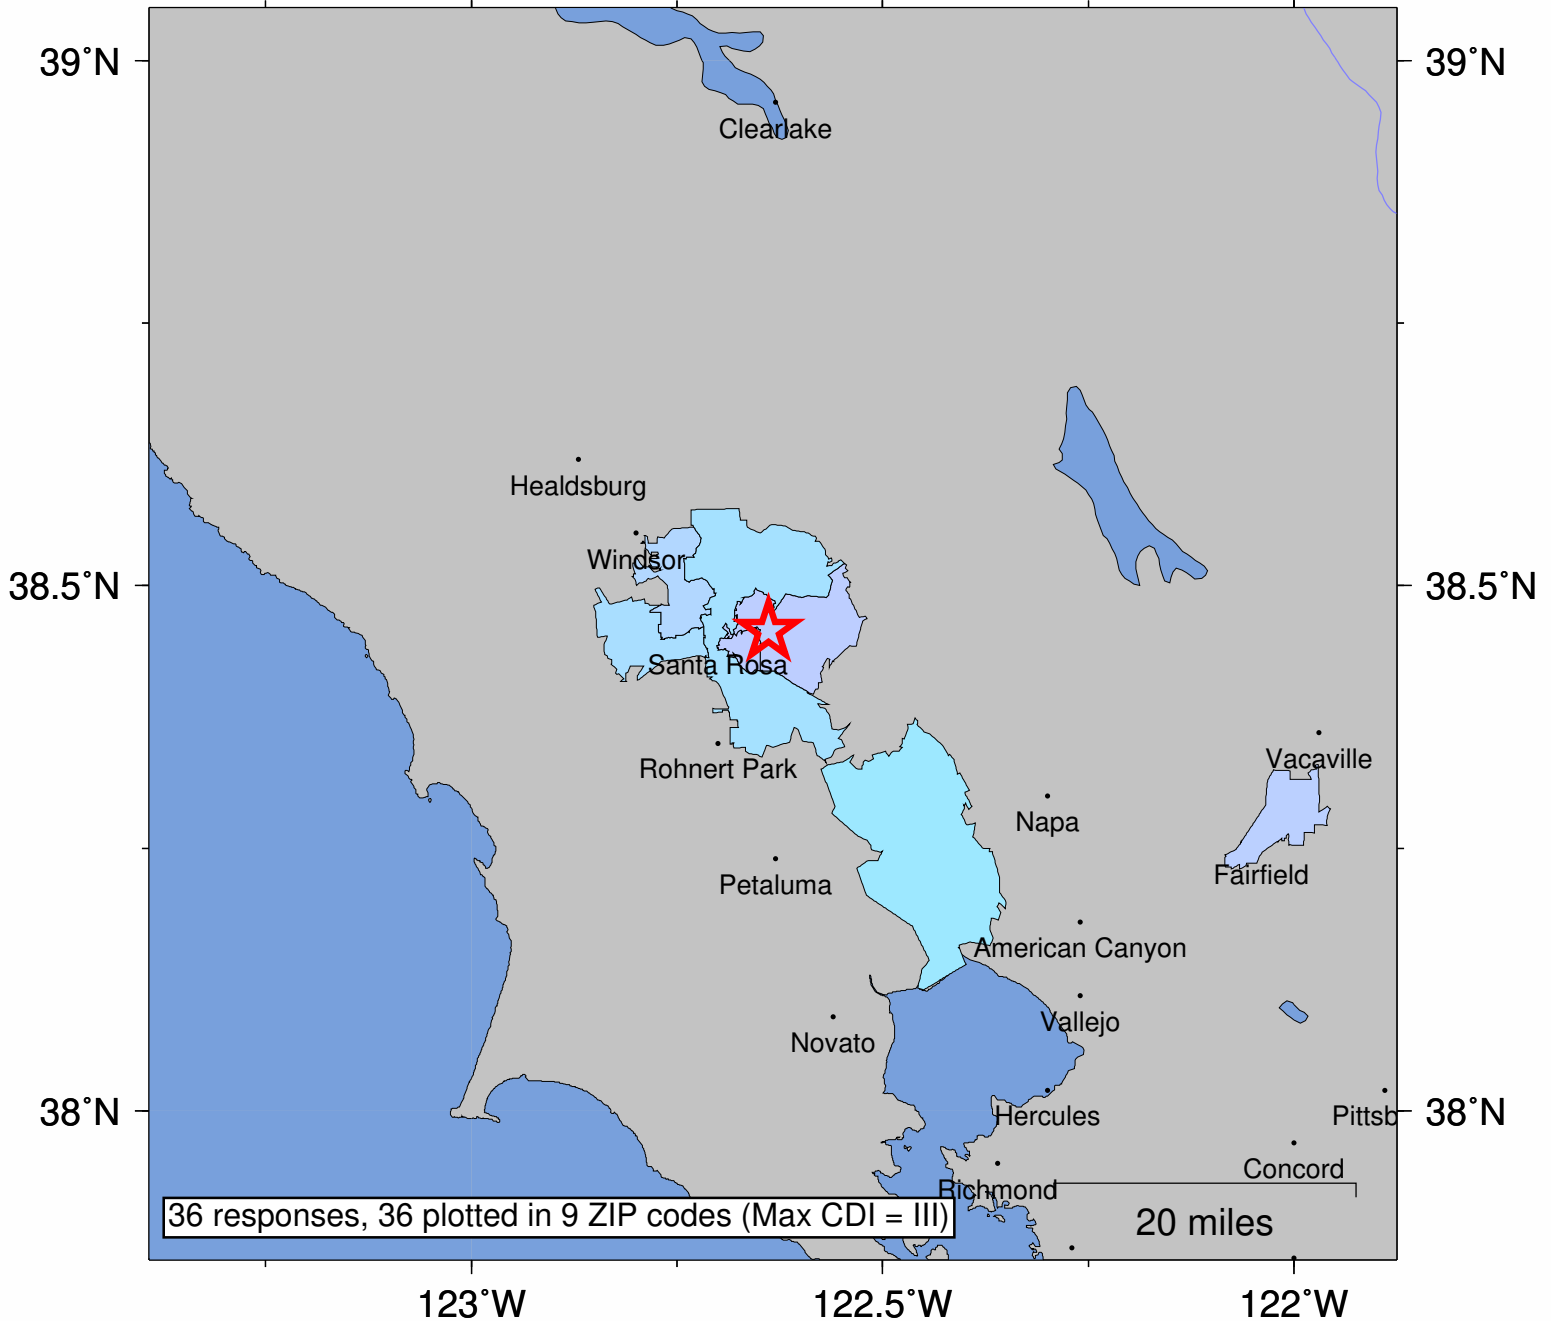 39°N
39°N
Clearlake
Healdsburg
Windsor
38.5°N
38.5°N
Santa Rosa
Vacaville
Rohnert Park
Napa
Fairfield
Petaluma
American Canyon
Vallejo
Novato
38°N
Hercules
Pittsb
38°N
Concord
Richmond
36 responses, 36 plotted in 9 ZIP codes (Max CDI = III)
20 miles
123°W
122.5°W
122°W